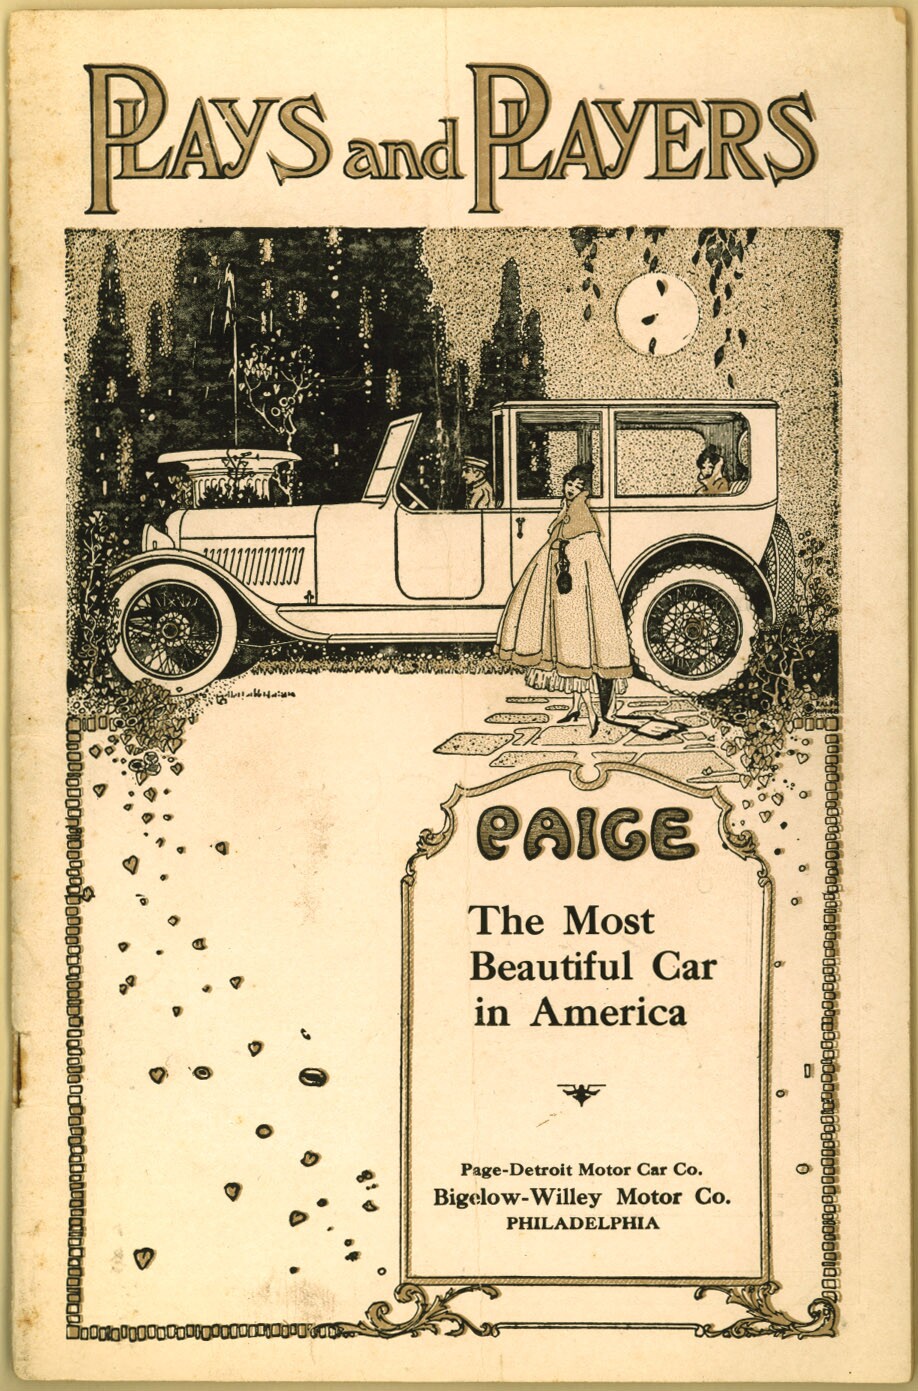 PLAYS and PLAYERS
PAIGE
The Most
Beautiful Car
in America
Page-Detroit Motor Car Co.
Bigelow-Willey Motor Co.
PHILADELPHIA